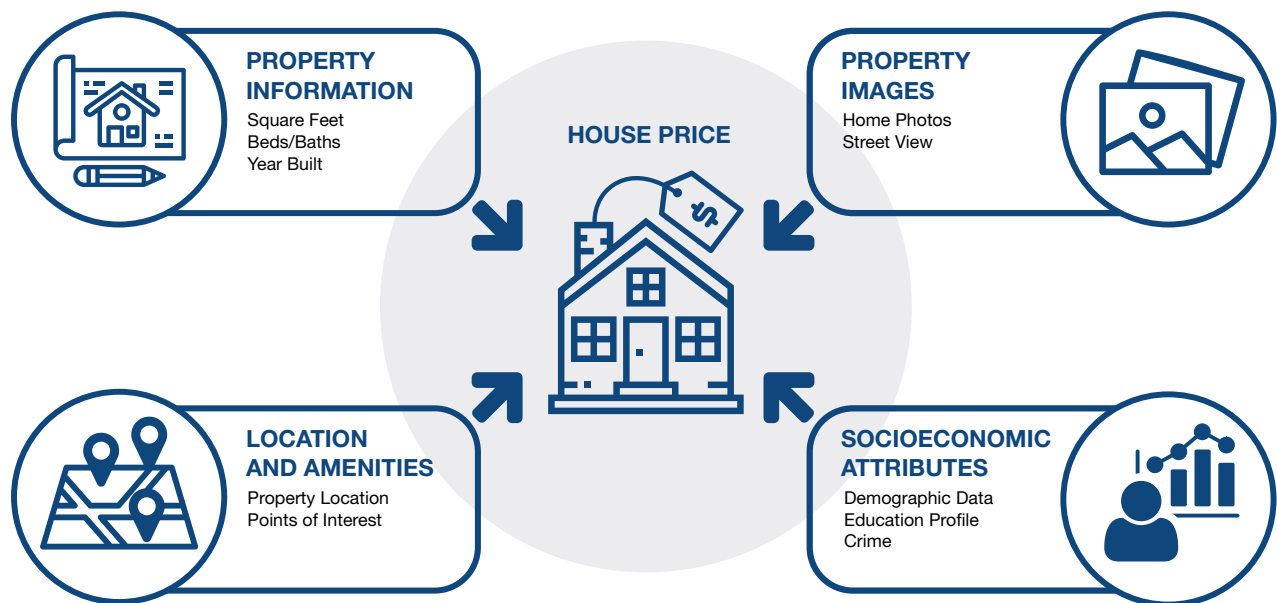 PROPERTY
INFORMATION
Square Feet
Beds/Baths
Year Built
HOUSE PRICE
$
PROPERTY
IMAGES
Home Photos
Street View
LOCATION
AND AMENITIES
Property Location
Points of Interest
SOCIOECONOMIC
ATTRIBUTES
Demographic Data
Education Profile
Crime